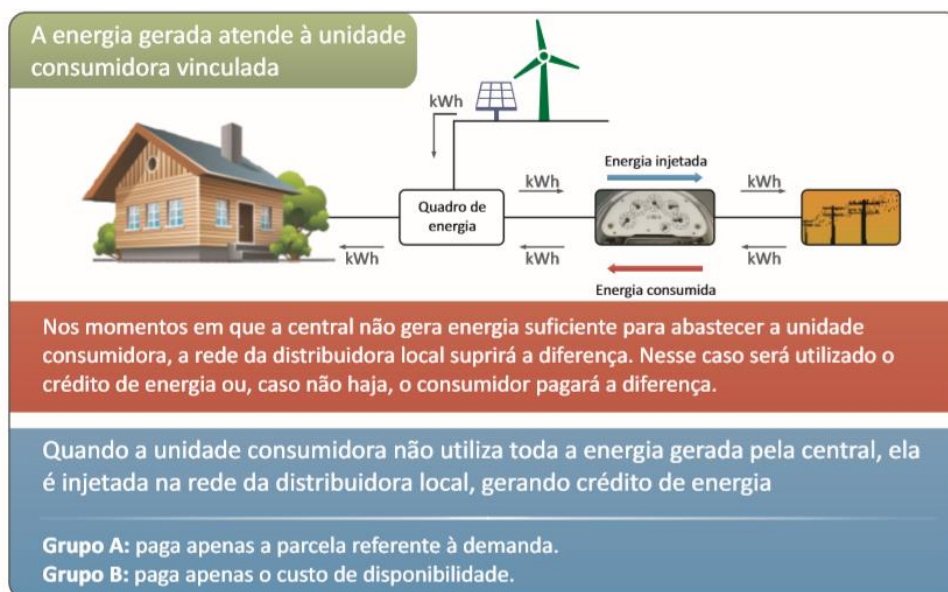 A energia gerada atende à unidade
consumidora vinculada
kWh
Energia injetada
kWh
kWh
Quadro de
energia
kWh
kWh
kWh
Energia consumida
Nos momentos em que a central não gera energia suficiente para abastecer a unidade
consumidora, a rede da distribuidora local suprirá a diferença. Nesse caso será utilizado o
crédito de energia ou, caso não haja, o consumidor pagará a diferença.
Quando a unidade consumidora não utiliza toda a energia gerada pela central, ela
é injetada na rede da distribuidora local, gerando crédito de energia
Grupo A: paga apenas a parcela referente à demanda.
Grupo B: paga apenas o custo de disponibilidade.